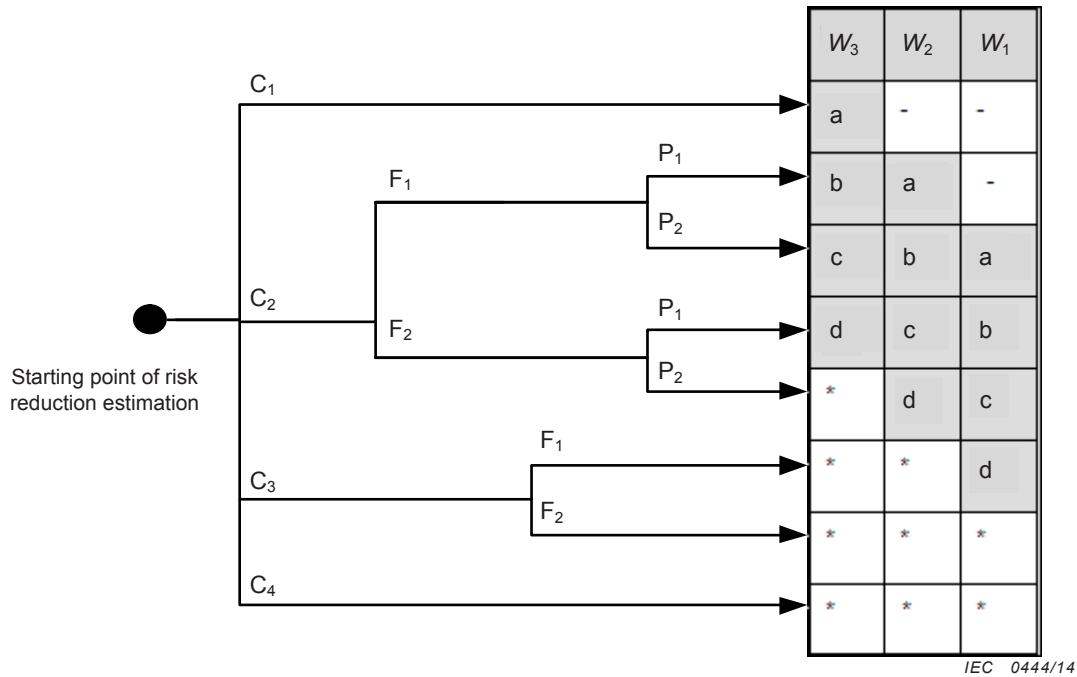 W₃ W₂ W₁
C₁
a - -
P₁
F₁
b a -
P₂
c b a
C₂
P₁
F₂
d c b
Starting point of risk
reduction estimation
P₂
* d c
F₁
C₃
* * d
F₂
* * *
C₄
* * *
IEC 0444/14